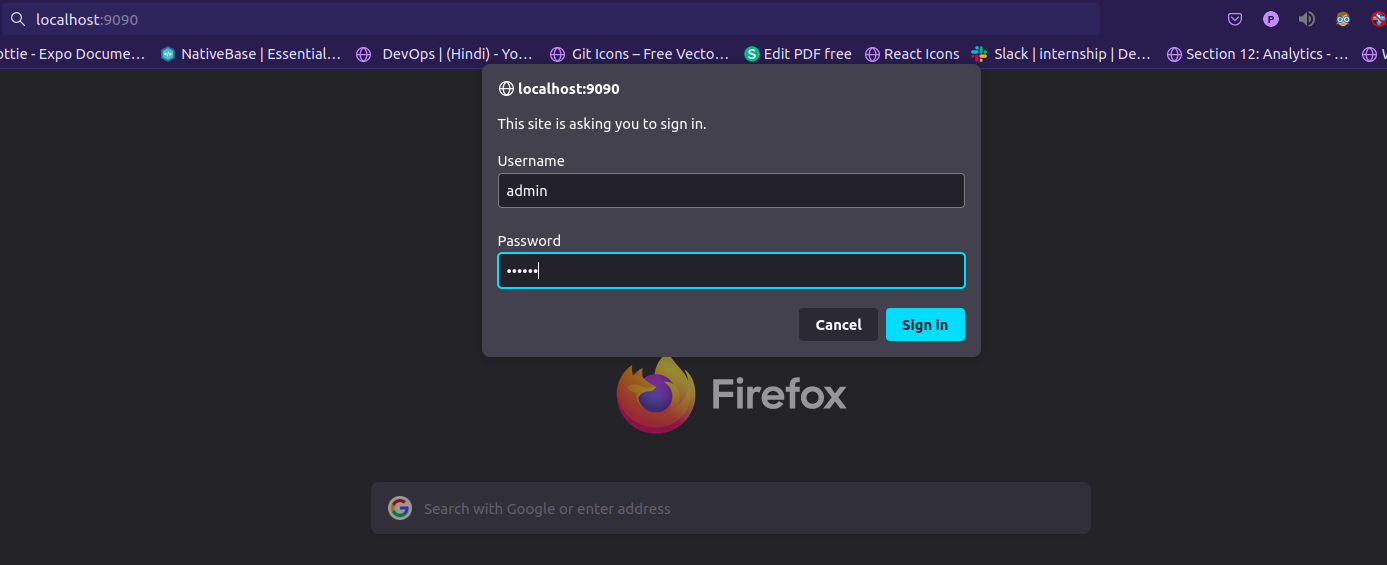 localhost:9090
ottie - Expo Docume…
NativeBase | Essential…
DevOps | (Hindi) - Yo…
Git Icons – Free Vecto…
S
Edit PDF free
React Icons
Slack | internship | De…
Section 12: Analytics - …
W
P
localhost:9090
This site is asking you to sign in.
Username
admin
Password
••••••
Cancel
Sign in
Firefox
G
Search with Google or enter address